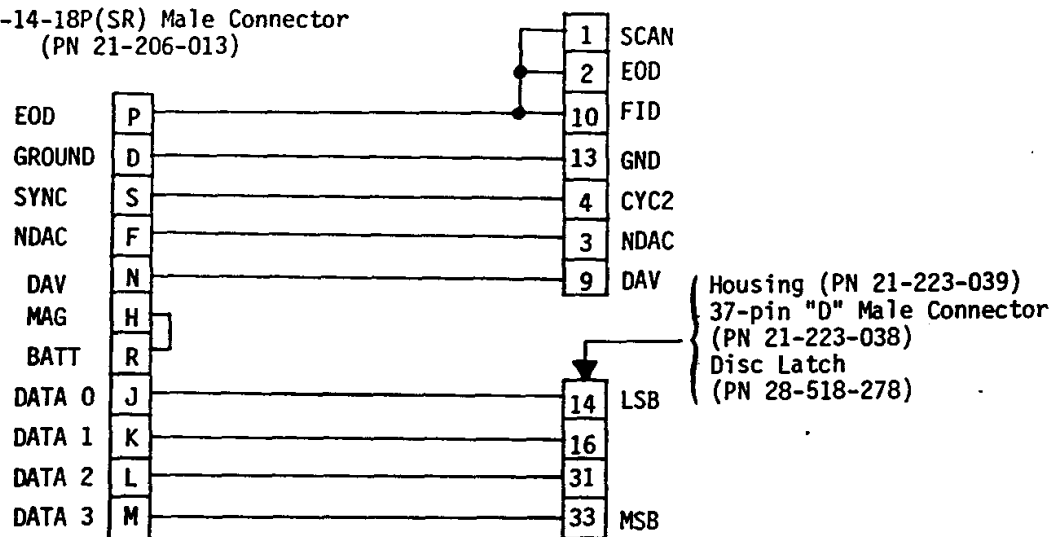 -14-18P(SR) Male Connector
(PN 21-206-013)
1 SCAN
2 EOD
EOD P 10 FID
GROUND D 13 GND
SYNC S 4 CYC2
NDAC F 3 NDAC
DAV N 9 DAV
MAG H
BATT R
Housing (PN 21-223-039)
37-pin "D" Male Connector
(PN 21-223-038)
Disc Latch
(PN 28-518-278)
DATA 0 J 14 LSB
DATA 1 K 16
DATA 2 L 31
DATA 3 M 33 MSB